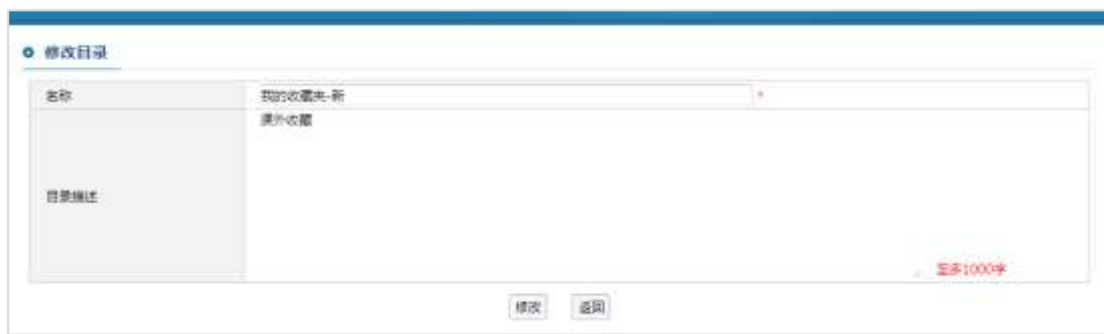 修改目录
名称 我的收藏夹-新 *
课外收藏
目录描述
至多1000字
修改 返回